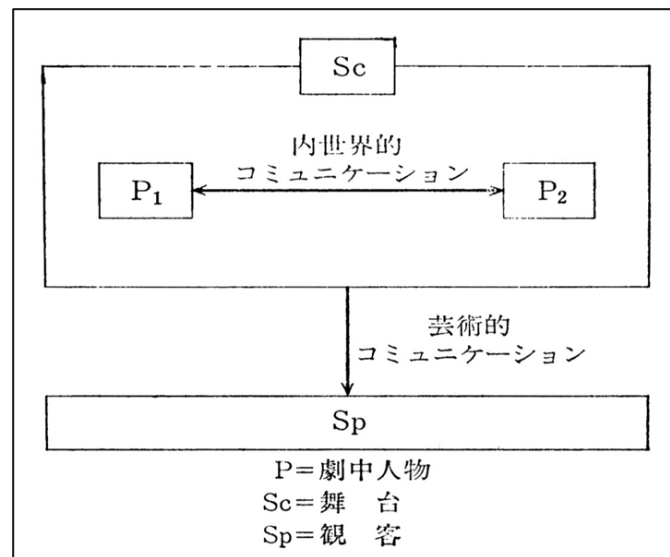 Sc
内世界的
コミュニケーション
P₁
P₂
芸術的
コミュニケーション
Sp
P=劇中人物
Sc=舞　台
Sp=観　客